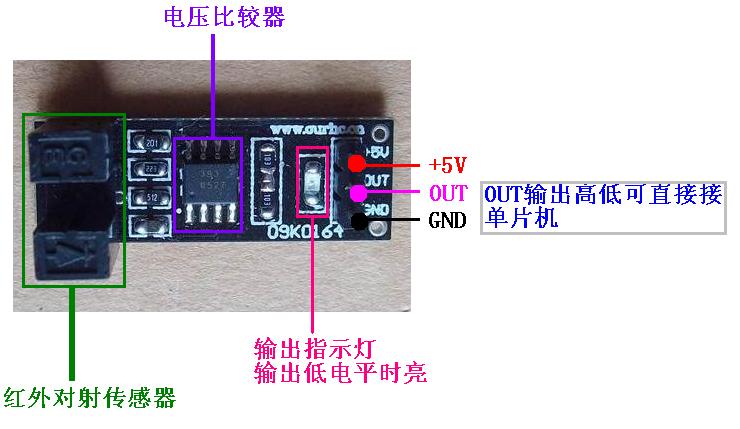 电压比较器
www.ourhc.cn
+5V
OUT
GND
201
223
512
393
103
103
09K0164
+5V
OUT
GND
OUT输出高低可直接接
单片机
输出指示灯
输出低电平时亮
红外对射传感器